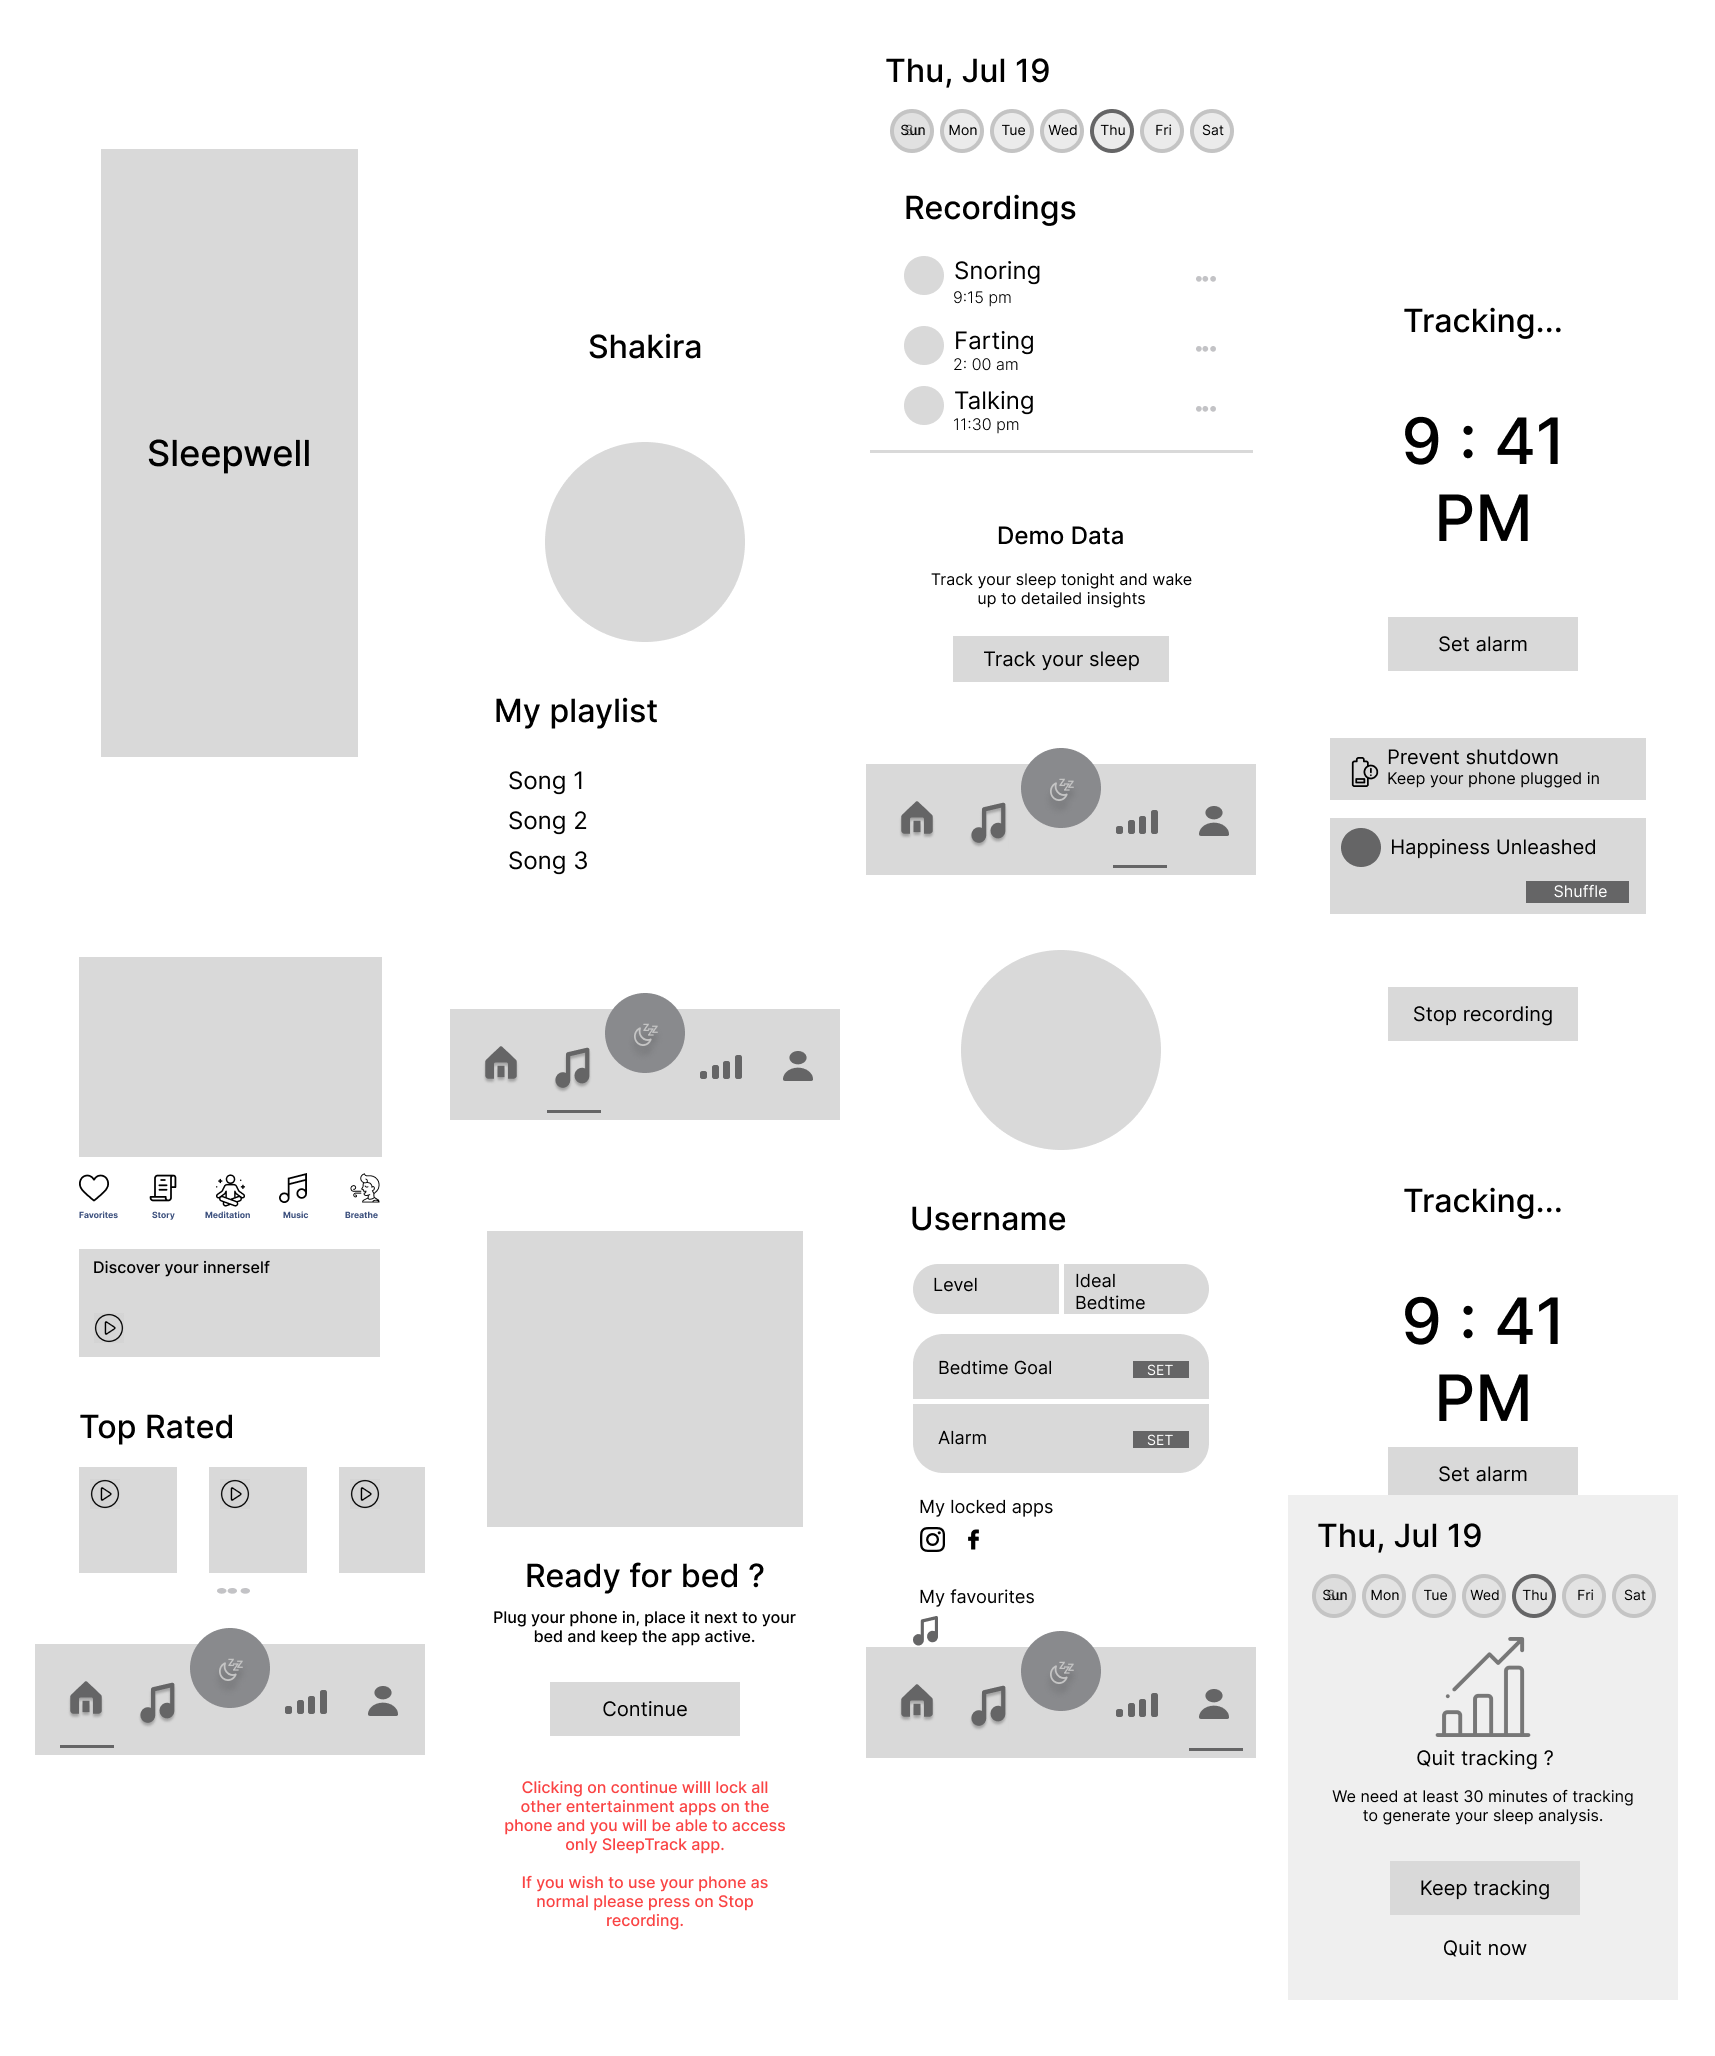 Sleepwell
Favorites
Story
Meditation
Music
Breathe
Discover your innerself
Top Rated
Shakira
My playlist
Song 1
Song 2
Song 3
Ready for bed ?
Plug your phone in, place it next to your
bed and keep the app active.
Continue
Clicking on continue willl lock all
other entertainment apps on the
phone and you will be able to access
only SleepTrack app.
If you wish to use your phone as
normal please press on Stop
recording.
Thu, Jul 19
Sun Mon Tue Wed Thu Fri Sat
Recordings
Snoring
9:15 pm
Farting
2: 00 am
Talking
11:30 pm
Demo Data
Track your sleep tonight and wake
up to detailed insights
Track your sleep
Username
Level
Ideal
Bedtime
Bedtime Goal SET
Alarm SET
My locked apps
My favourites
Tracking...
9 : 41
PM
Set alarm
Prevent shutdown
Keep your phone plugged in
Happiness Unleashed
Shuffle
Stop recording
Tracking...
9 : 41
PM
Set alarm
Thu, Jul 19
Sun Mon Tue Wed Thu Fri Sat
Quit tracking ?
We need at least 30 minutes of tracking
to generate your sleep analysis.
Keep tracking
Quit now